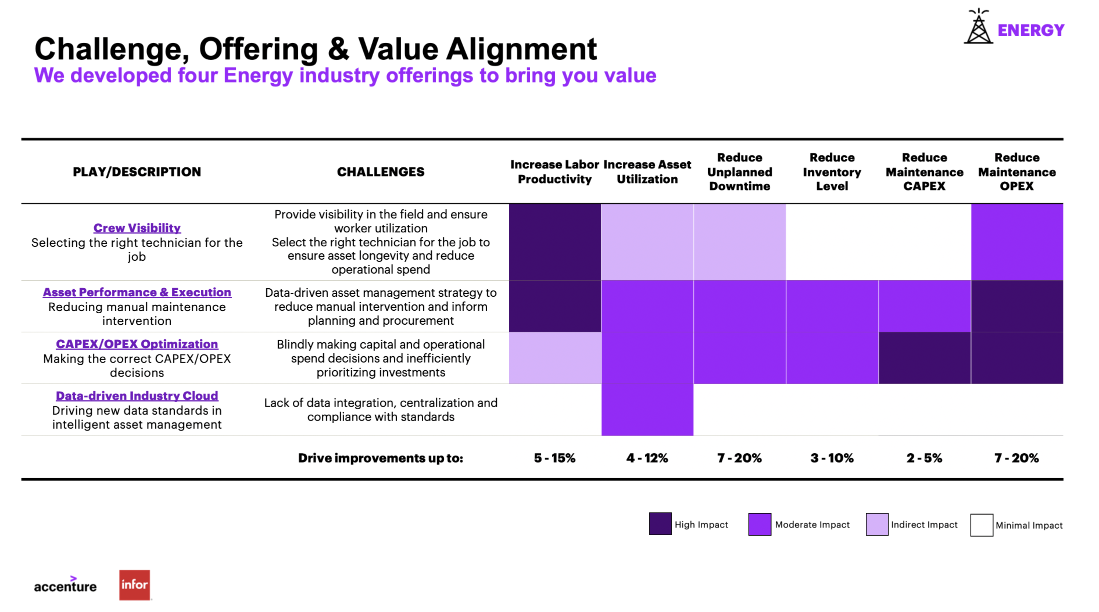 ENERGY
Challenge, Offering & Value Alignment
We developed four Energy industry offerings to bring you value
PLAY/DESCRIPTION
CHALLENGES
Increase Labor
Productivity
Increase Asset
Utilization
Reduce
Unplanned
Downtime
Reduce
Inventory
Level
Reduce
Maintenance
CAPEX
Reduce
Maintenance
OPEX
Crew Visibility
Selecting the right technician for the
job
Provide visibility in the field and ensure
worker utilization
Select the right technician for the job to
ensure asset longevity and reduce
operational spend
Asset Performance & Execution
Reducing manual maintenance
intervention
Data-driven asset management strategy to
reduce manual intervention and inform
planning and procurement
CAPEX/OPEX Optimization
Making the correct CAPEX/OPEX
decisions
Blindly making capital and operational
spend decisions and inefficiently
prioritizing investments
Data-driven Industry Cloud
Driving new data standards in
intelligent asset management
Lack of data integration, centralization and
compliance with standards
Drive improvements up to:
5 - 15%
4 - 12%
7 - 20%
3 - 10%
2 - 5%
7 - 20%
High Impact
Moderate Impact
Indirect Impact
Minimal Impact
accenture
infor